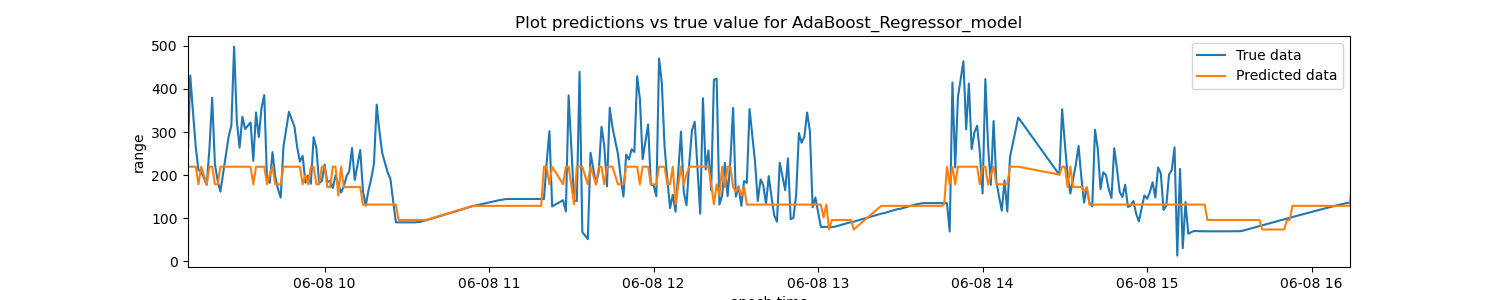 Plot predictions vs true value for AdaBoost_Regressor_model
500
400
300
200
100
0
range
True data
Predicted data
06-08 10
06-08 11
06-08 12
06-08 13
06-08 14
06-08 15
06-08 16
epoch time